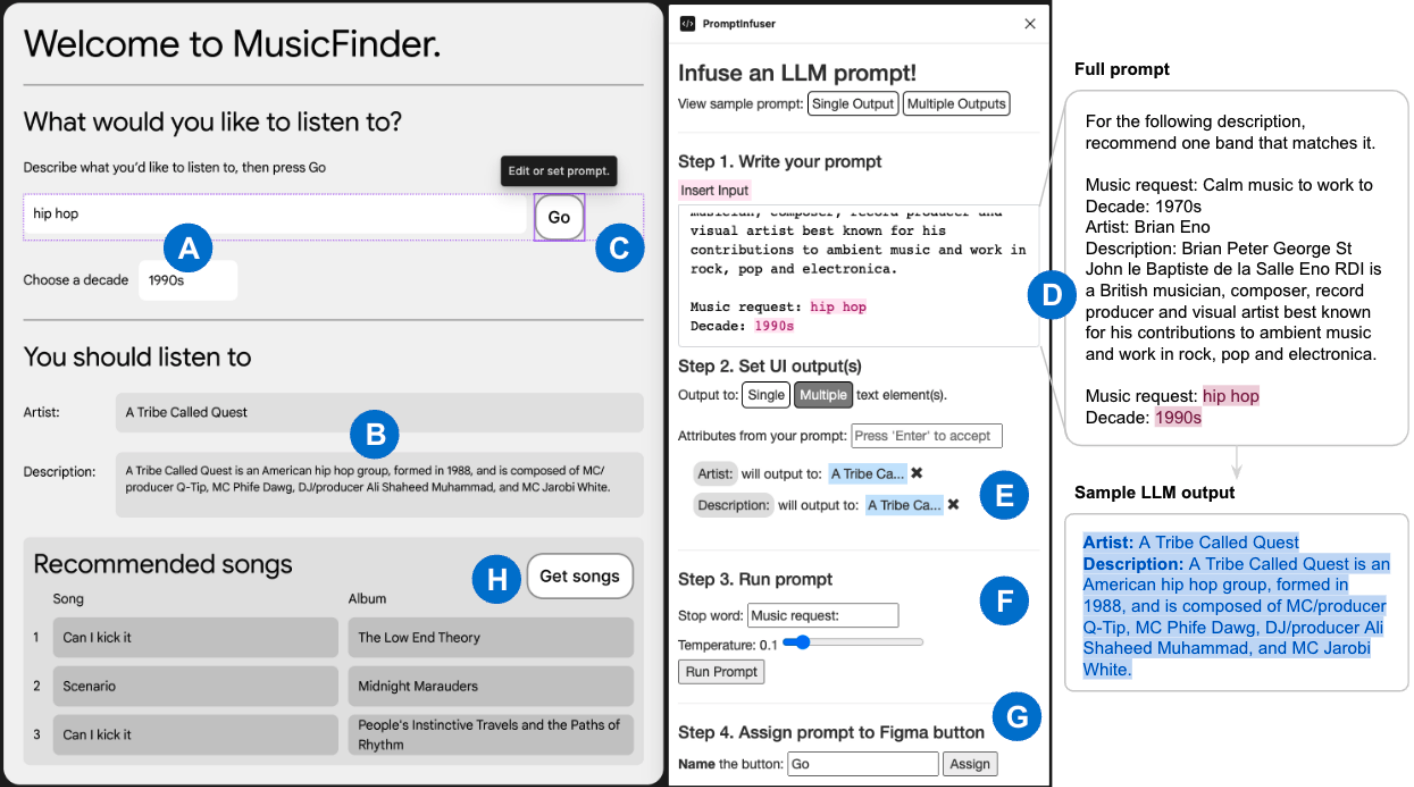 Welcome to MusicFinder.
What would you like to listen to?
Describe what you'd like to listen to, then press Go
Edit or set prompt.
hip hop
Go
A
C
Choose a decade
1990s
You should listen to
Artist:
A Tribe Called Quest
B
Description:
A Tribe Called Quest is an American hip hop group, formed in 1988, and is composed of MC/
producer Q-Tip, MC Phife Dawg, DJ/producer Ali Shaheed Muhammad, and MC Jarobi White.
Recommended songs
H
Get songs
Song
Album
1
Can I kick it
The Low End Theory
2
Scenario
Midnight Marauders
3
Can I kick it
People's Instinctive Travels and the Paths of
Rhythm
</> PromptInfuser
Infuse an LLM prompt!
View sample prompt: Single Output Multiple Outputs
Step 1. Write your prompt
Insert Input
musician, composer, record producer and
visual artist best known for his
contributions to ambient music and work in
rock, pop and electronica.
Music request: hip hop
Decade: 1990s
D
Step 2. Set UI output(s)
Output to: Single Multiple text element(s).
Attributes from your prompt: Press 'Enter' to accept
Artist: will output to: A Tribe Ca... ✖
Description: will output to: A Tribe Ca... ✖
E
Step 3. Run prompt
F
Stop word: Music request:
Temperature: 0.1
Run Prompt
G
Step 4. Assign prompt to Figma button
Name the button: Go Assign
Full prompt
For the following description,
recommend one band that matches it.
Music request: Calm music to work to
Decade: 1970s
Artist: Brian Eno
Description: Brian Peter George St
John le Baptiste de la Salle Eno RDI is
a British musician, composer, record
producer and visual artist best known
for his contributions to ambient music
and work in rock, pop and electronica.
Music request: hip hop
Decade: 1990s
Sample LLM output
Artist: A Tribe Called Quest
Description: A Tribe Called Quest is an
American hip hop group, formed in
1988, and is composed of MC/producer
Q-Tip, MC Phife Dawg, DJ/producer Ali
Shaheed Muhammad, and MC Jarobi
White.